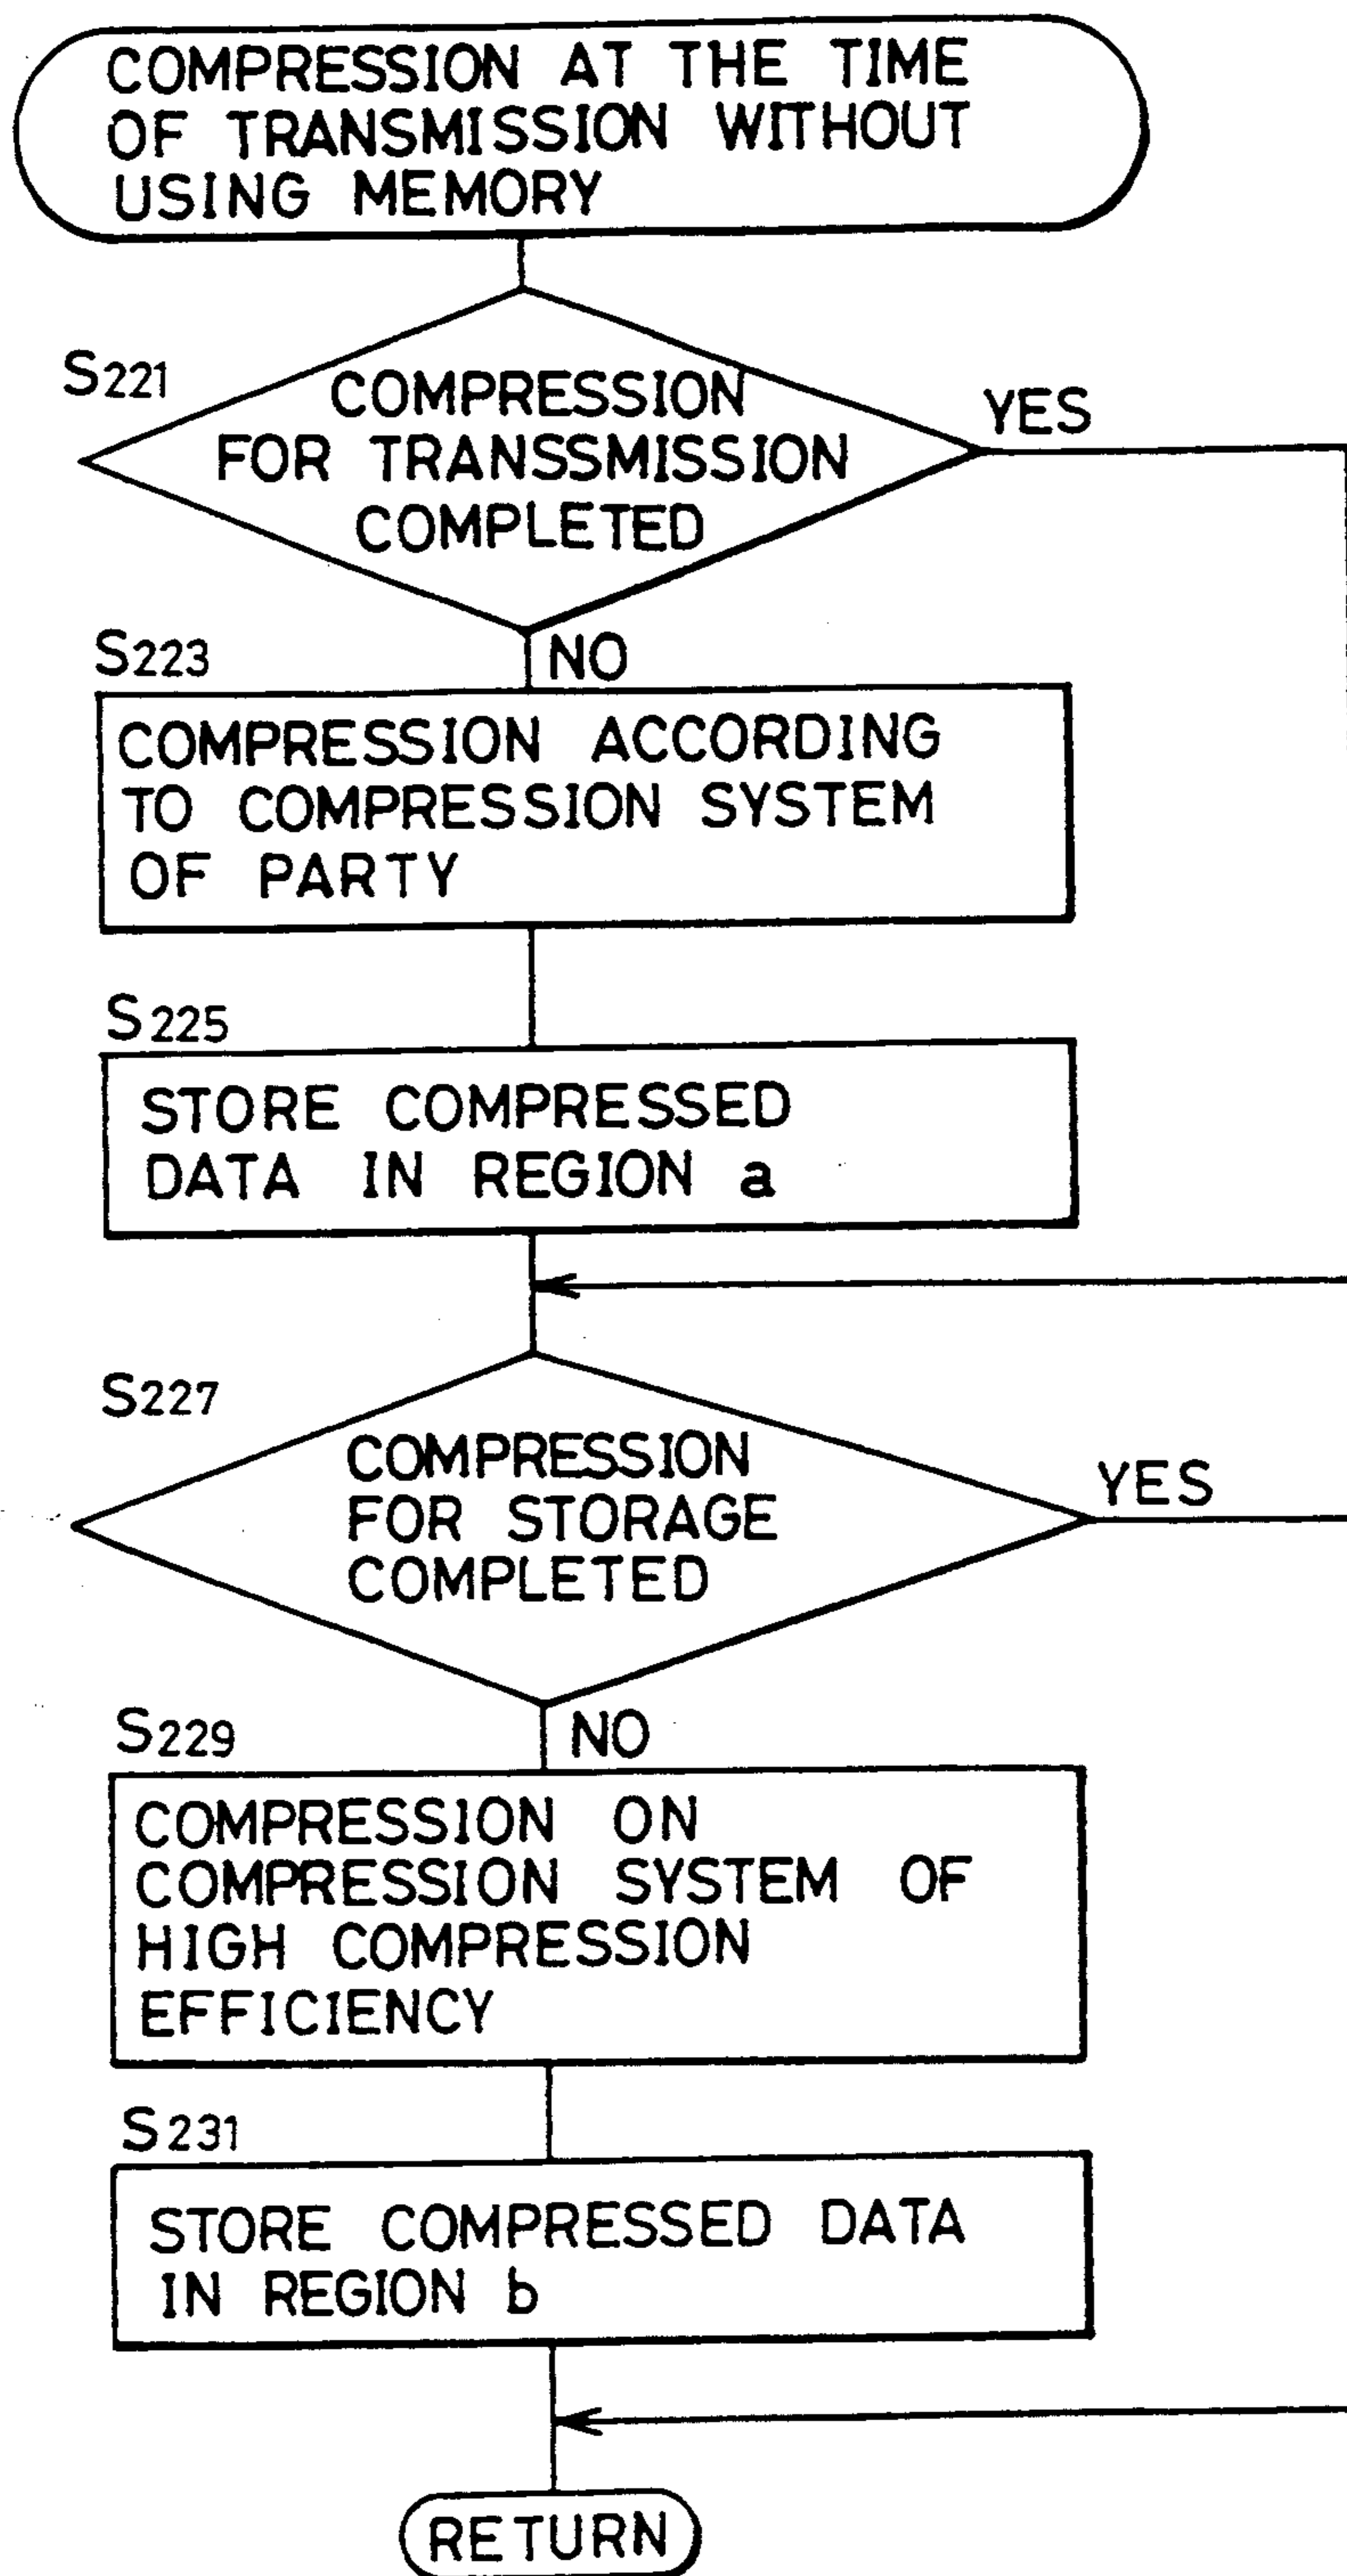 COMPRESSION AT THE TIME
OF TRANSMISSION WITHOUT
USING MEMORY
S221
COMPRESSION
FOR TRANSSMISSION
COMPLETED
YES
NO
S223
COMPRESSION ACCORDING
TO COMPRESSION SYSTEM
OF PARTY
S225
STORE COMPRESSED
DATA IN REGION a
S227
COMPRESSION
FOR STORAGE
COMPLETED
YES
NO
S229
COMPRESSION ON
COMPRESSION SYSTEM OF
HIGH COMPRESSION
EFFICIENCY
S231
STORE COMPRESSED DATA
IN REGION b
RETURN